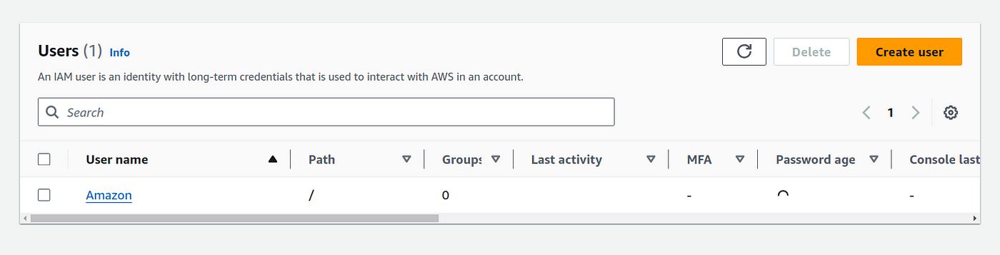 Users (1) Info
Delete
Create user
An IAM user is an identity with long-term credentials that is used to interact with AWS in an account.
Search
1
User name Path Groups Last activity MFA Password age Console last
Amazon / 0 - -